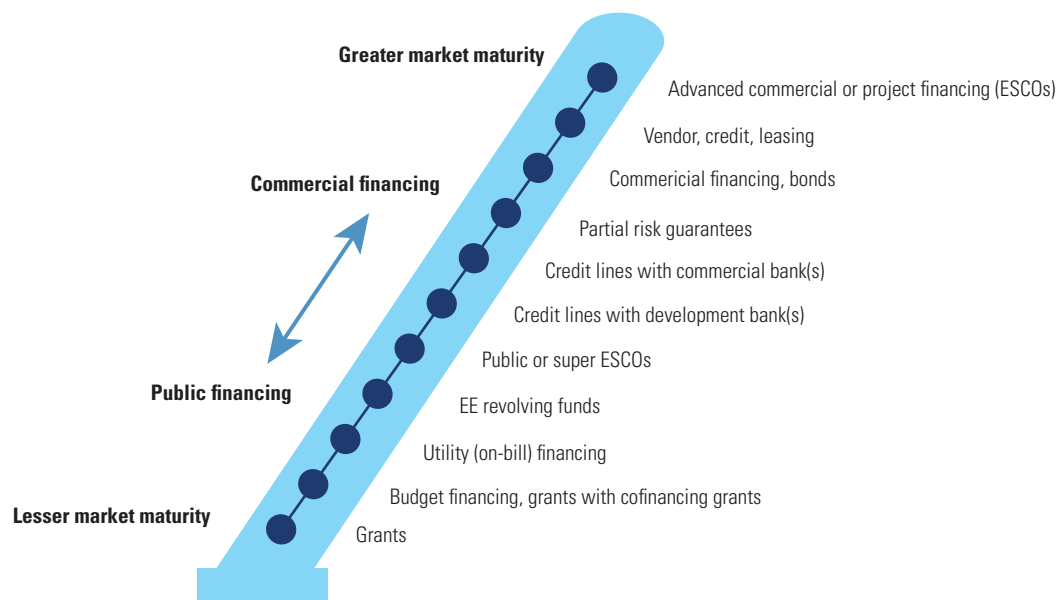 Greater market maturity
Advanced commercial or project financing (ESCOs)
Vendor, credit, leasing
Commericial financing, bonds
Commercial financing
Partial risk guarantees
Credit lines with commercial bank(s)
Credit lines with development bank(s)
Public or super ESCOs
Public financing
EE revolving funds
Utility (on-bill) financing
Budget financing, grants with cofinancing grants
Lesser market maturity
Grants